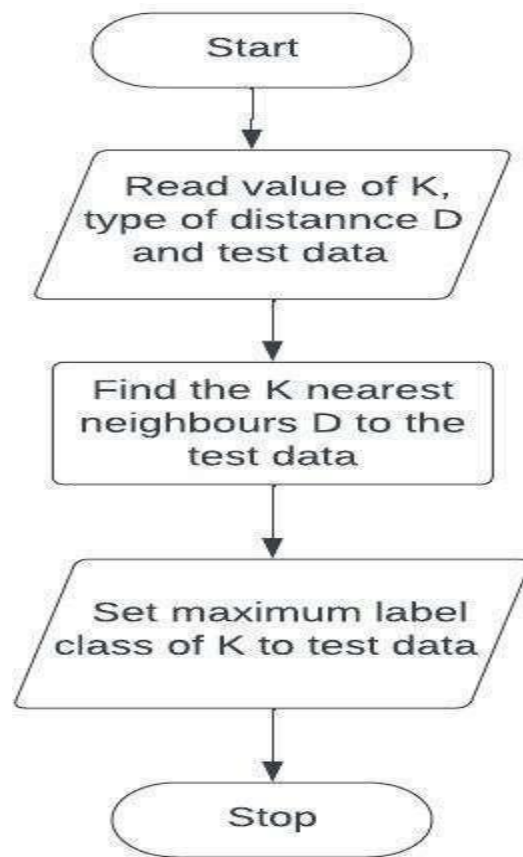 Start
Read value of K,
type of distannce D
and test data
Find the K nearest
neighbours D to the
test data
Set maximum label
class of K to test data
Stop